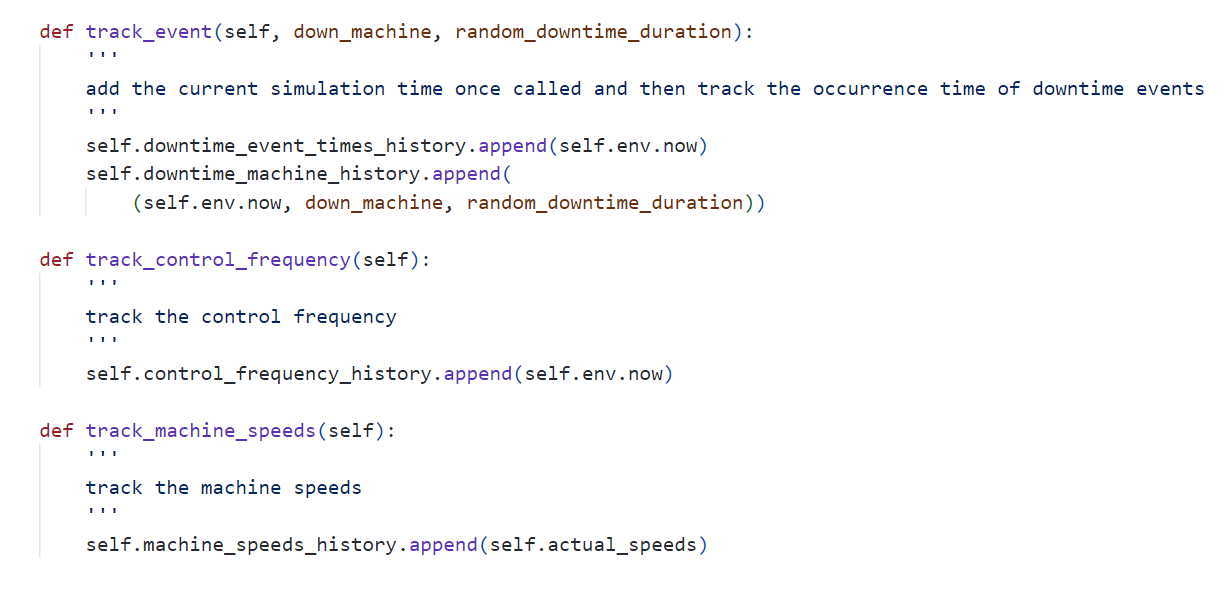 def track_event(self, down_machine, random_downtime_duration):
    '''
    add the current simulation time once called and then track the occurrence time of downtime events
    '''
    self.downtime_event_times_history.append(self.env.now)
    self.downtime_machine_history.append(
        (self.env.now, down_machine, random_downtime_duration))

def track_control_frequency(self):
    '''
    track the control frequency
    '''
    self.control_frequency_history.append(self.env.now)

def track_machine_speeds(self):
    '''
    track the machine speeds
    '''
    self.machine_speeds_history.append(self.actual_speeds)